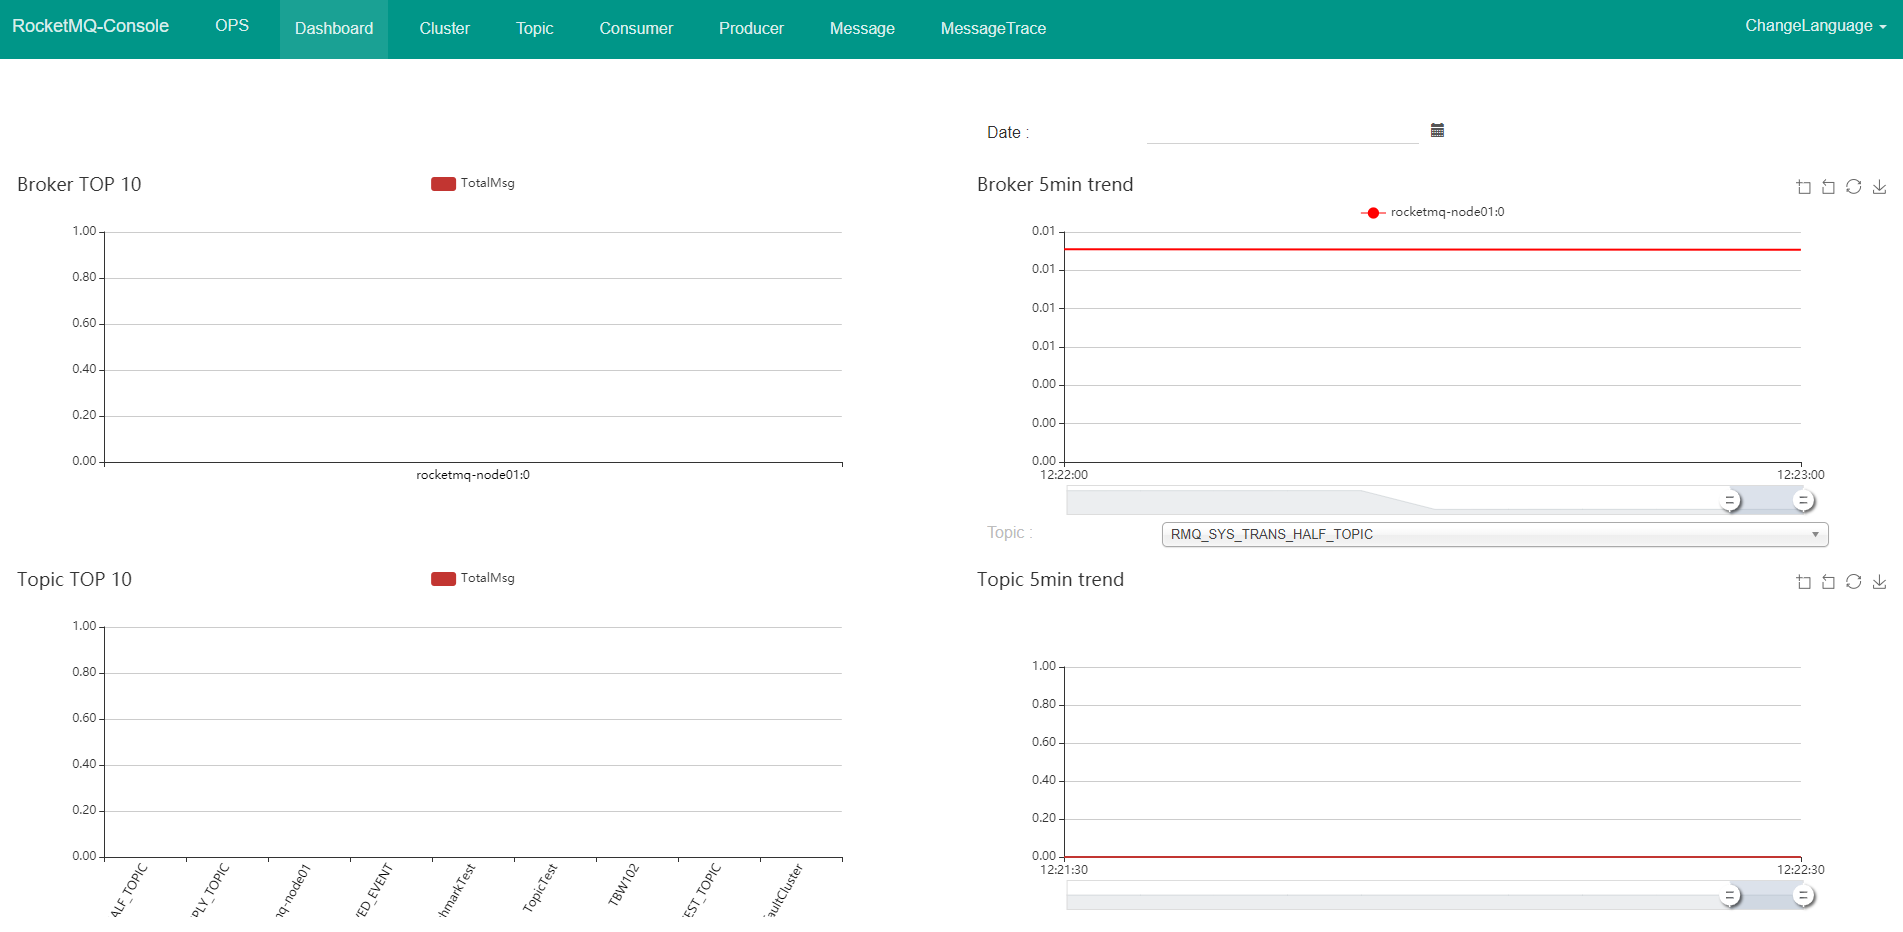 RocketMQ-Console OPS Dashboard Cluster Topic Consumer Producer Message MessageTrace ChangeLanguage
Date :
Broker TOP 10
TotalMsg
1.00
0.80
0.60
0.40
0.20
0.00
rocketmq-node01:0
Broker 5min trend
rocketmq-node01:0
0.01
0.01
0.01
0.01
0.00
0.00
0.00
12:22:00 12:23:00
Topic : RMQ_SYS_TRANS_HALF_TOPIC
Topic TOP 10
TotalMsg
1.00
0.80
0.60
0.40
0.20
0.00
ALF_TOPIC
PLY_TOPIC
nq-node01
ED_EVENT
hmarkTest
TopicTest
TBW102
EST_TOPIC
aultCluster
Topic 5min trend
1.00
0.80
0.60
0.40
0.20
0.00
12:21:30 12:22:30